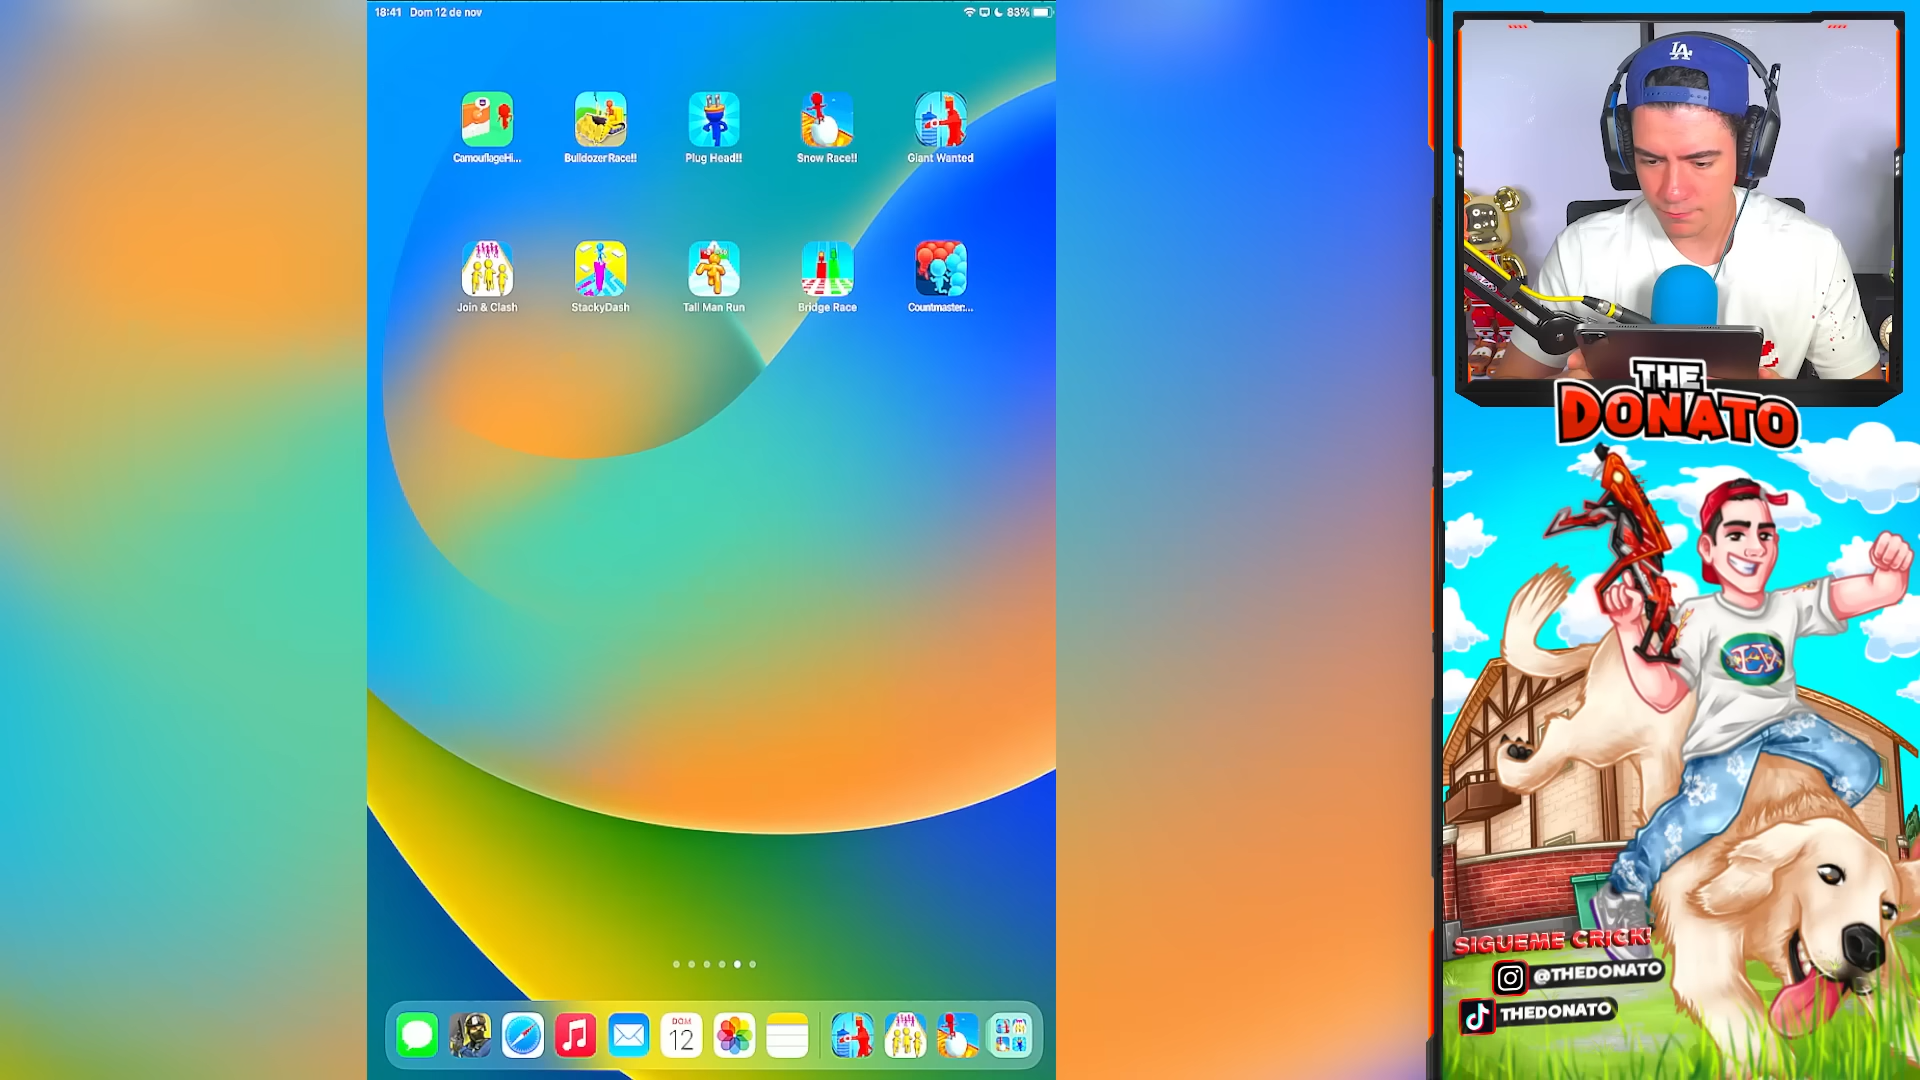 18:41 Dom 12 de nov
83%
CamouflageHi...
Bulldozer Race!!
Plug Head!!
Snow Race!!
Giant Wanted
Join & Clash
StackyDash
Tall Man Run
Bridge Race
Countmaster:...
DOM
12
LA
THE
DONATO
SIGUEME CRICK!
@THEDONATO
THEDONATO